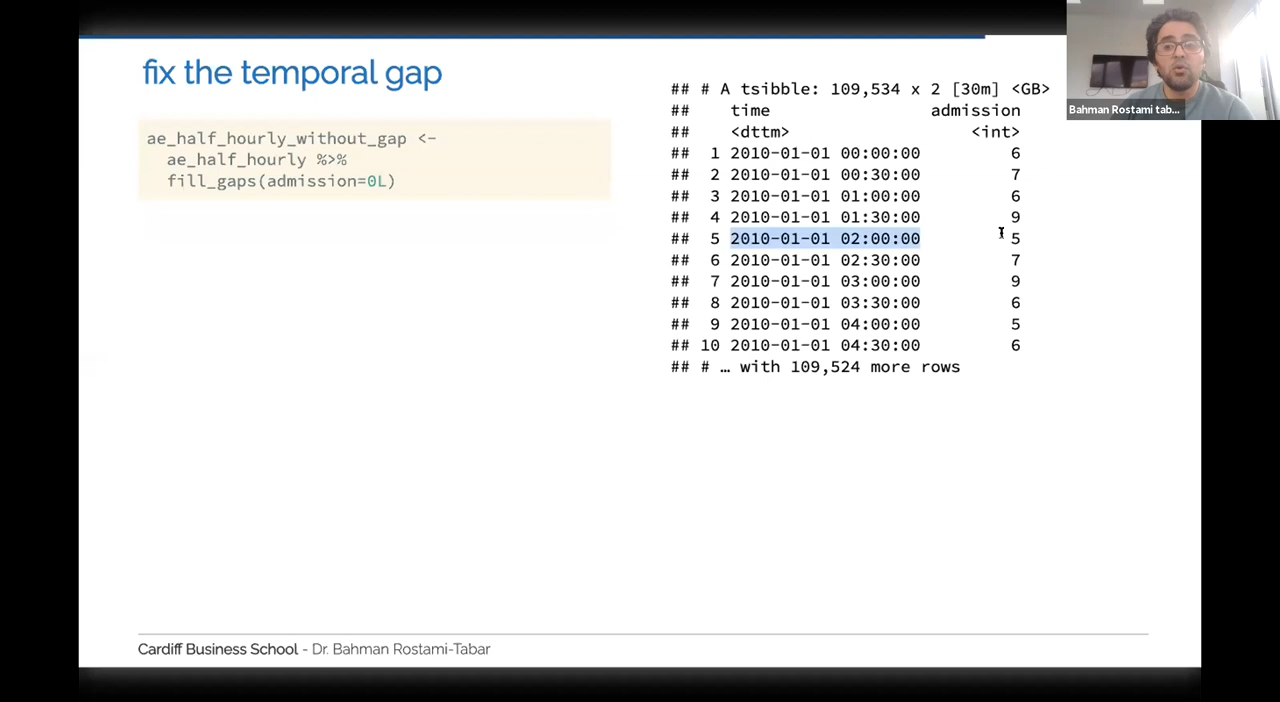 fix the temporal gap
ae_half_hourly_without_gap <-
ae_half_hourly %>%
fill_gaps(admission=0L)
## # A tsibble: 109,534 x 2 [30m] <GB>
## time admission
## <dttm> <int>
## 1 2010-01-01 00:00:00 6
## 2 2010-01-01 00:30:00 7
## 3 2010-01-01 01:00:00 6
## 4 2010-01-01 01:30:00 9
## 5 2010-01-01 02:00:00 5
## 6 2010-01-01 02:30:00 7
## 7 2010-01-01 03:00:00 9
## 8 2010-01-01 03:30:00 6
## 9 2010-01-01 04:00:00 5
## 10 2010-01-01 04:30:00 6
## # … with 109,524 more rows
Bahman Rostami tab...
Cardiff Business School - Dr. Bahman Rostami-Tabar